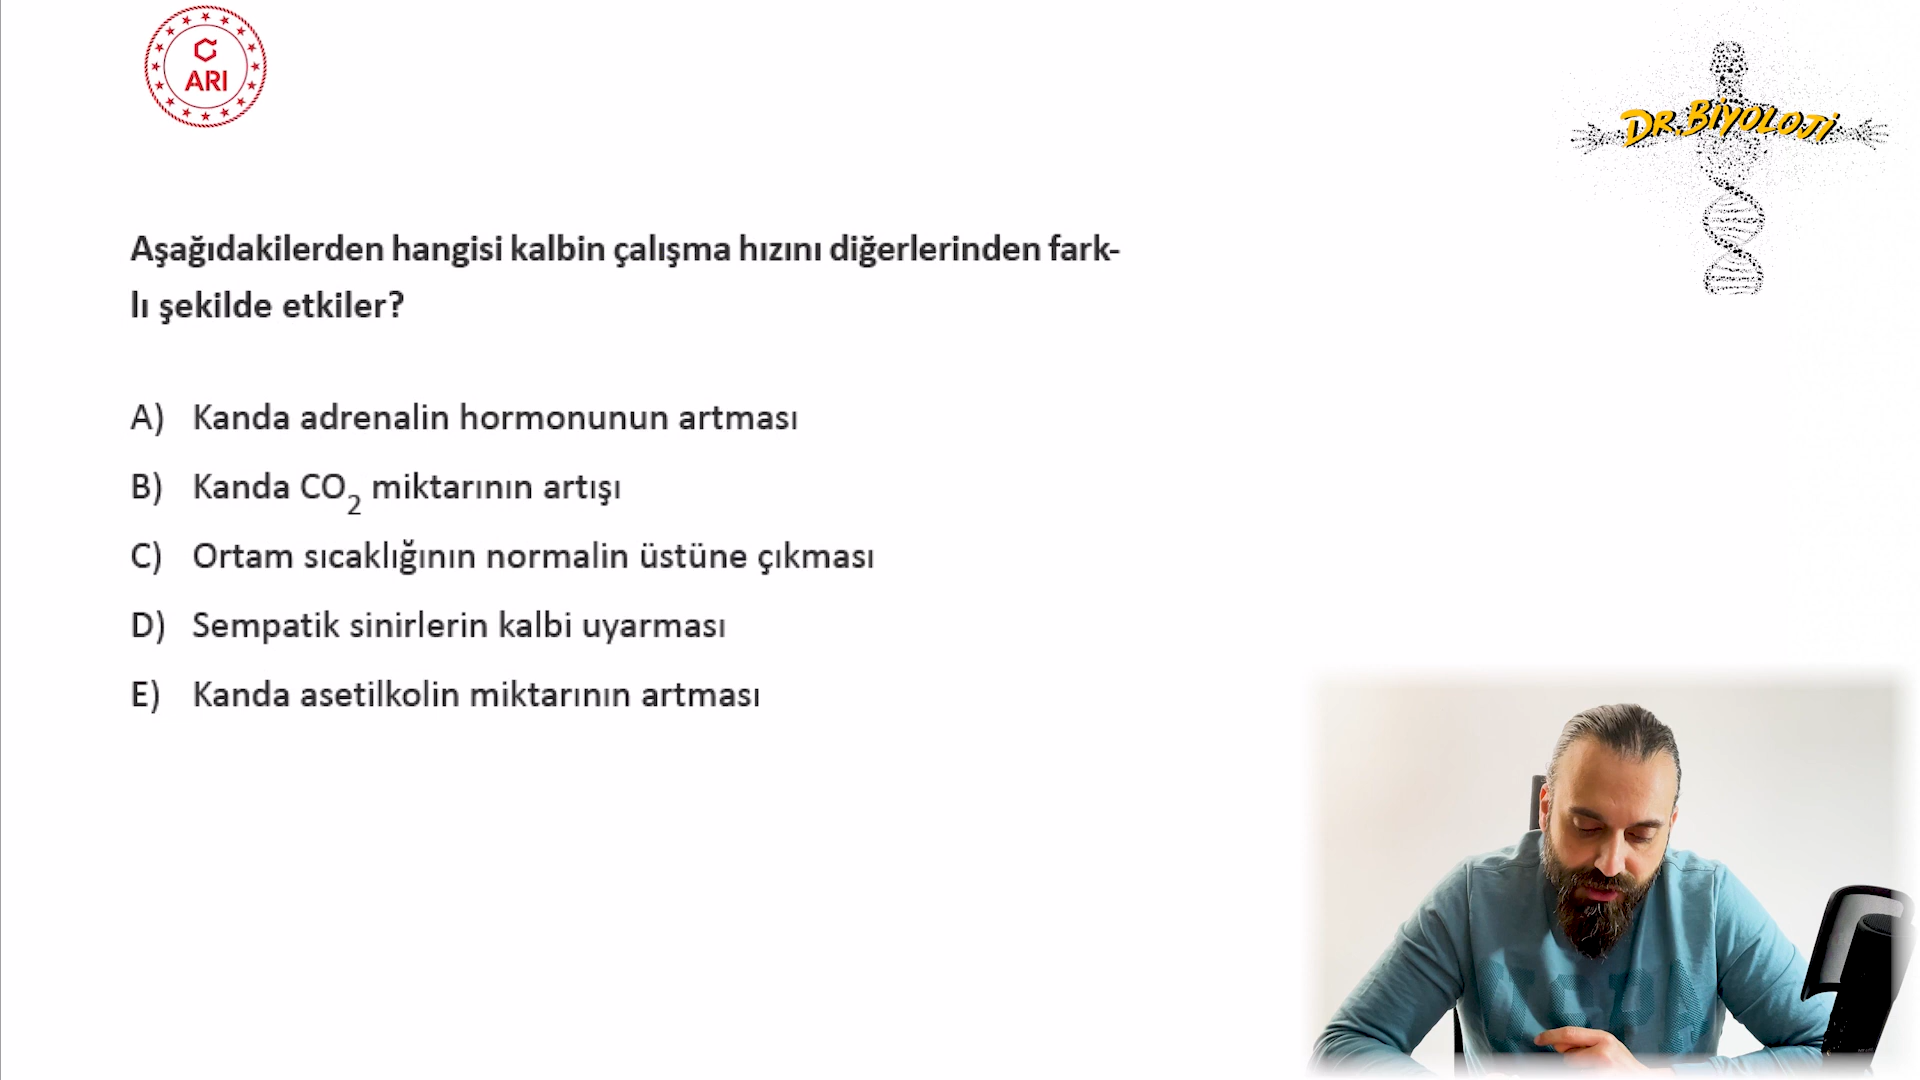 ARI
DR.BİYOLOJİ
Aşağıdakilerden hangisi kalbin çalışma hızını diğerlerinden fark-
lı şekilde etkiler?
A) Kanda adrenalin hormonunun artması
B) Kanda CO₂ miktarının artışı
C) Ortam sıcaklığının normalin üstüne çıkması
D) Sempatik sinirlerin kalbi uyarması
E) Kanda asetilkolin miktarının artması